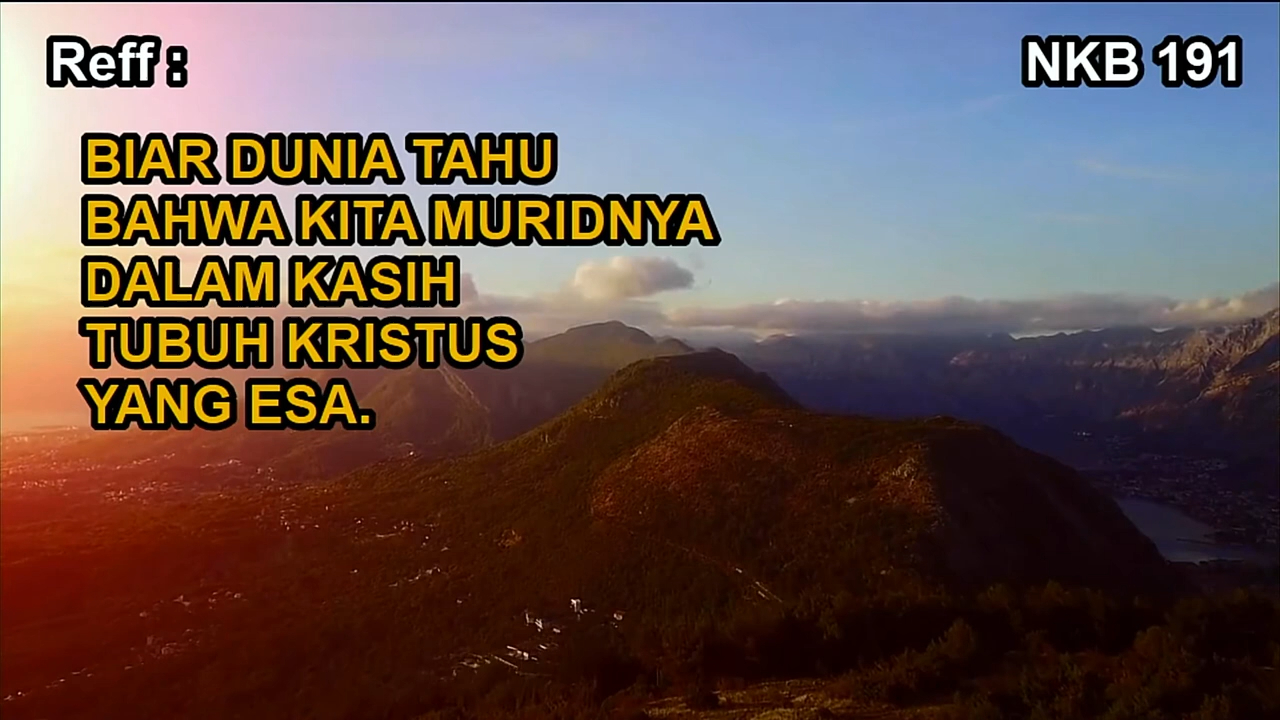 Reff :
NKB 191
BIAR DUNIA TAHU
BAHWA KITA MURIDNYA
DALAM KASIH
TUBUH KRISTUS
YANG ESA.